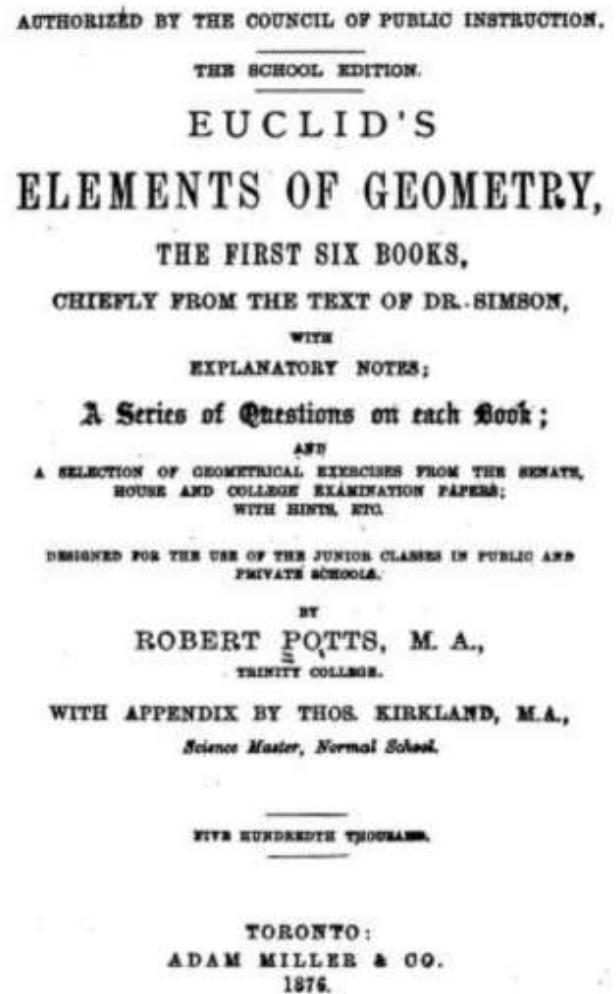 AUTHORIZED BY THE COUNCIL OF PUBLIC INSTRUCTION.
THE SCHOOL EDITION.
EUCLID'S
ELEMENTS OF GEOMETRY,
THE FIRST SIX BOOKS,
CHIEFLY FROM THE TEXT OF DR. SIMSON,
WITH
EXPLANATORY NOTES;
A Series of Questions on each Book;
AND
A SELECTION OF GEOMETRICAL EXERCISES FROM THE SENATE,
HOUSE AND COLLEGE EXAMINATION PAPERS;
WITH HINTS, ETC.
DESIGNED FOR THE USE OF THE JUNIOR CLASSES IN PUBLIC AND
PRIVATE SCHOOLS.
BY
ROBERT POTTS, M. A.,
TRINITY COLLEGE.
WITH APPENDIX BY THOS. KIRKLAND, M.A.,
Science Master, Normal School.
FIVE HUNDREDTH THOUSAND.
TORONTO:
ADAM MILLER & CO.
1876.